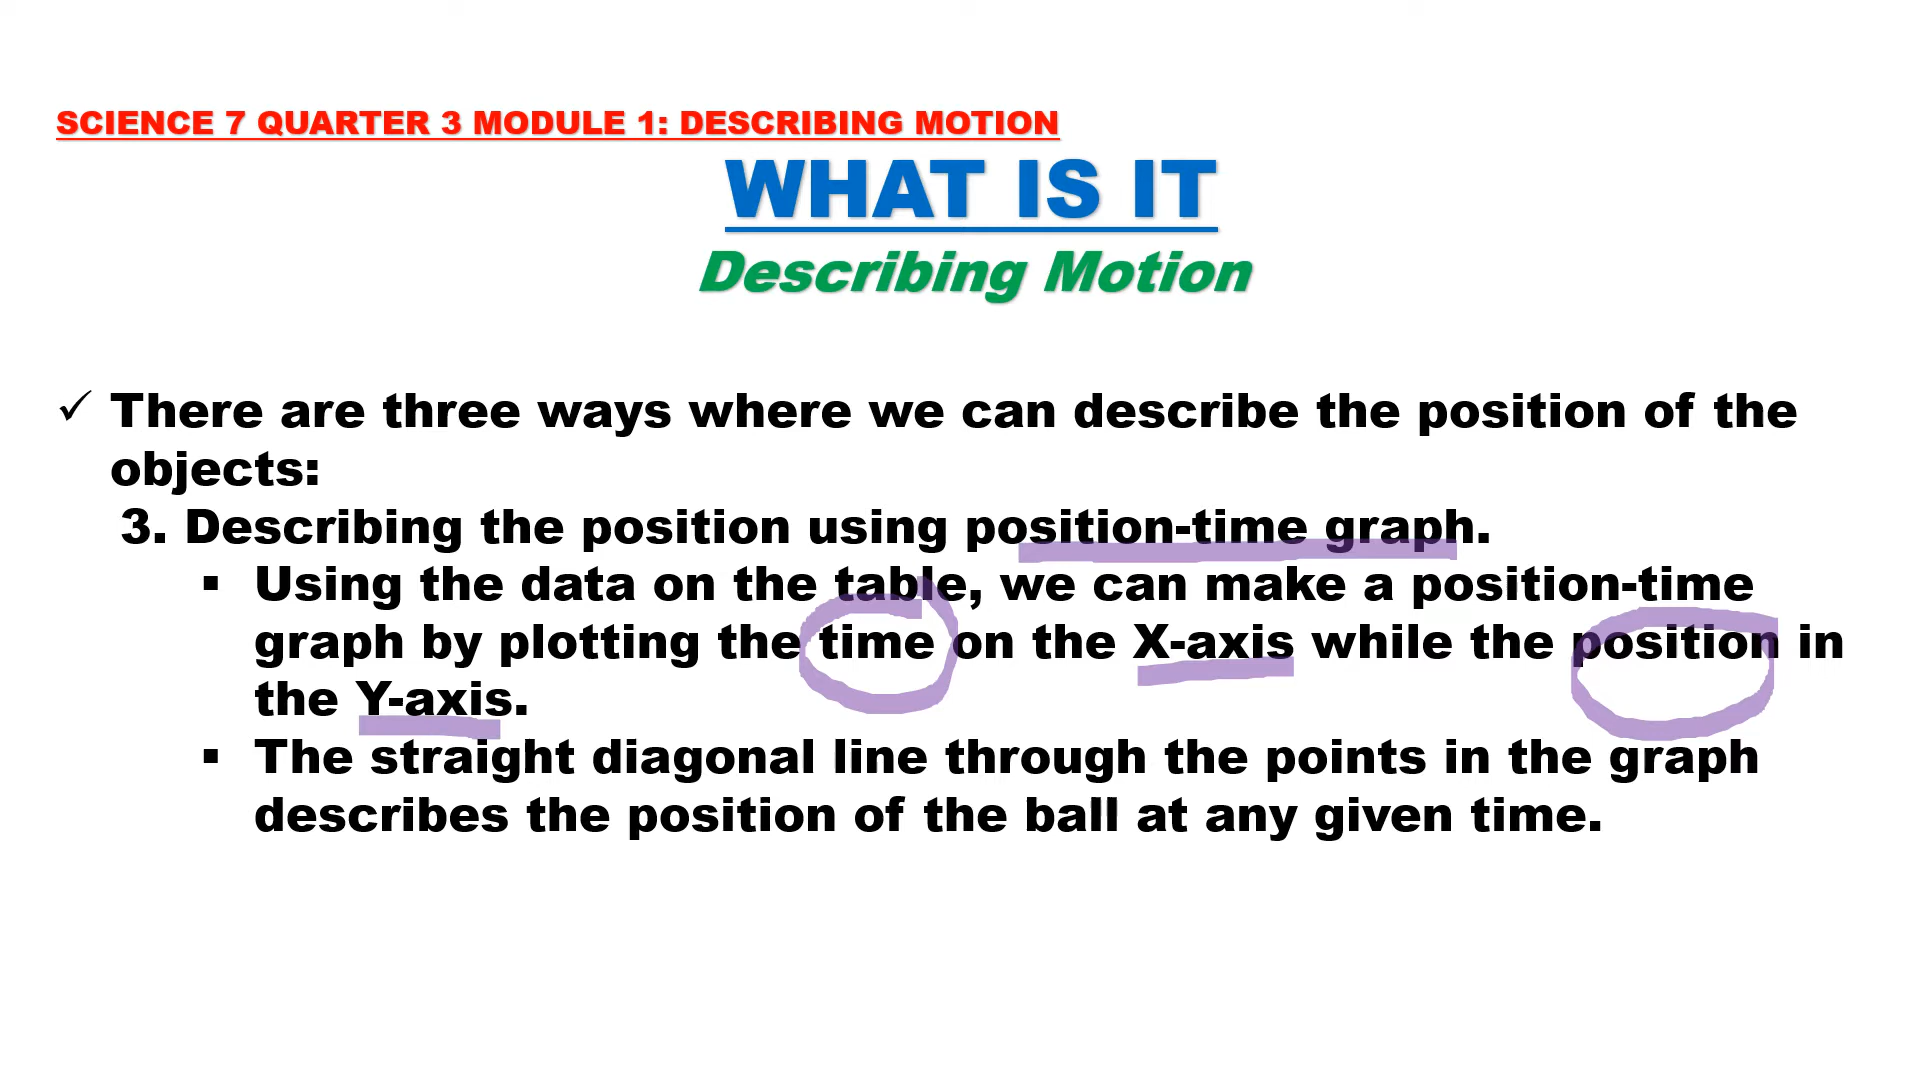 SCIENCE 7 QUARTER 3 MODULE 1: DESCRIBING MOTION
WHAT IS IT
Describing Motion
✓ There are three ways where we can describe the position of the
objects:
3. Describing the position using position-time graph.
▪ Using the data on the table, we can make a position-time
graph by plotting the time on the X-axis while the position in
the Y-axis.
▪ The straight diagonal line through the points in the graph
describes the position of the ball at any given time.